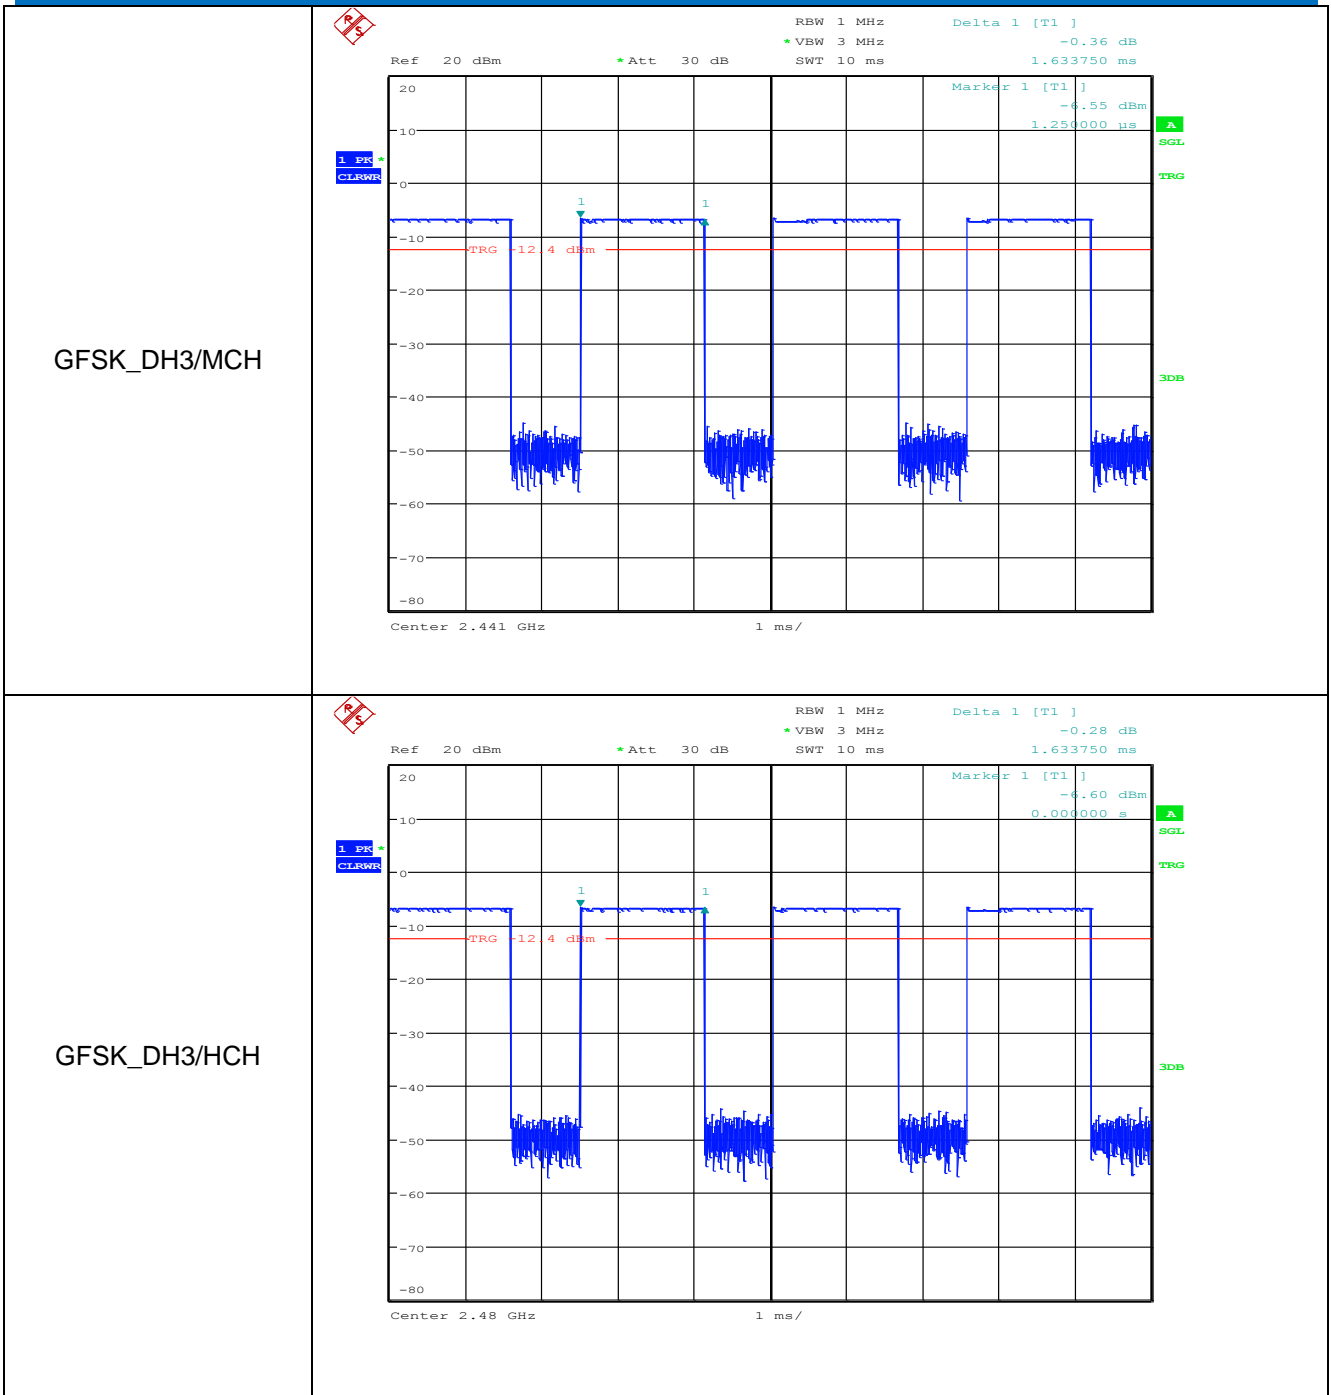 GFSK_DH3/MCH
RBW 1 MHz Delta 1 [T1 ]
*VBW 3 MHz -0.36 dB
Ref 20 dBm *Att 30 dB SWT 10 ms 1.633750 ms
20 Marker 1 [T1 ]
-6.55 dBm
10 1.250000 µs A
SGL
1 PK *
CLRWR 0 TRG
1 1
-10
TRG -12.4 dBm
-20
-30
3DB
-40
-50
-60
-70
-80
Center 2.441 GHz 1 ms/
GFSK_DH3/HCH
RBW 1 MHz Delta 1 [T1 ]
*VBW 3 MHz -0.28 dB
Ref 20 dBm *Att 30 dB SWT 10 ms 1.633750 ms
20 Marker 1 [T1 ]
-6.60 dBm
10 0.000000 s A
SGL
1 PK *
CLRWR 0 TRG
1 1
-10
TRG -12.4 dBm
-20
-30
3DB
-40
-50
-60
-70
-80
Center 2.48 GHz 1 ms/